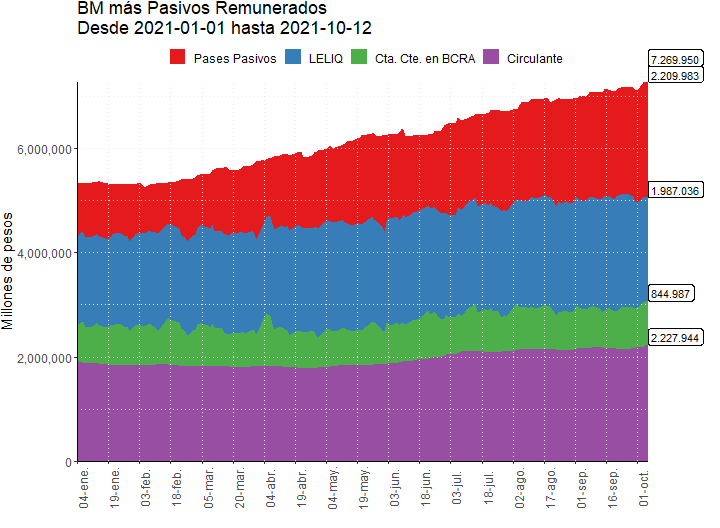 BM más Pasivos Remunerados
Desde 2021-01-01 hasta 2021-10-12
Pases Pasivos
LELIQ
Cta. Cte. en BCRA
Circulante
7.269.950
2.209.983
1.987.036
844.987
2.227.944
Millones de pesos
6,000,000
4,000,000
2,000,000
0
04-ene.
19-ene.
03-feb.
18-feb.
05-mar.
20-mar.
04-abr.
19-abr.
04-may.
19-may.
03-jun.
18-jun.
03-jul.
18-jul.
02-ago.
17-ago.
01-sep.
16-sep.
01-oct.